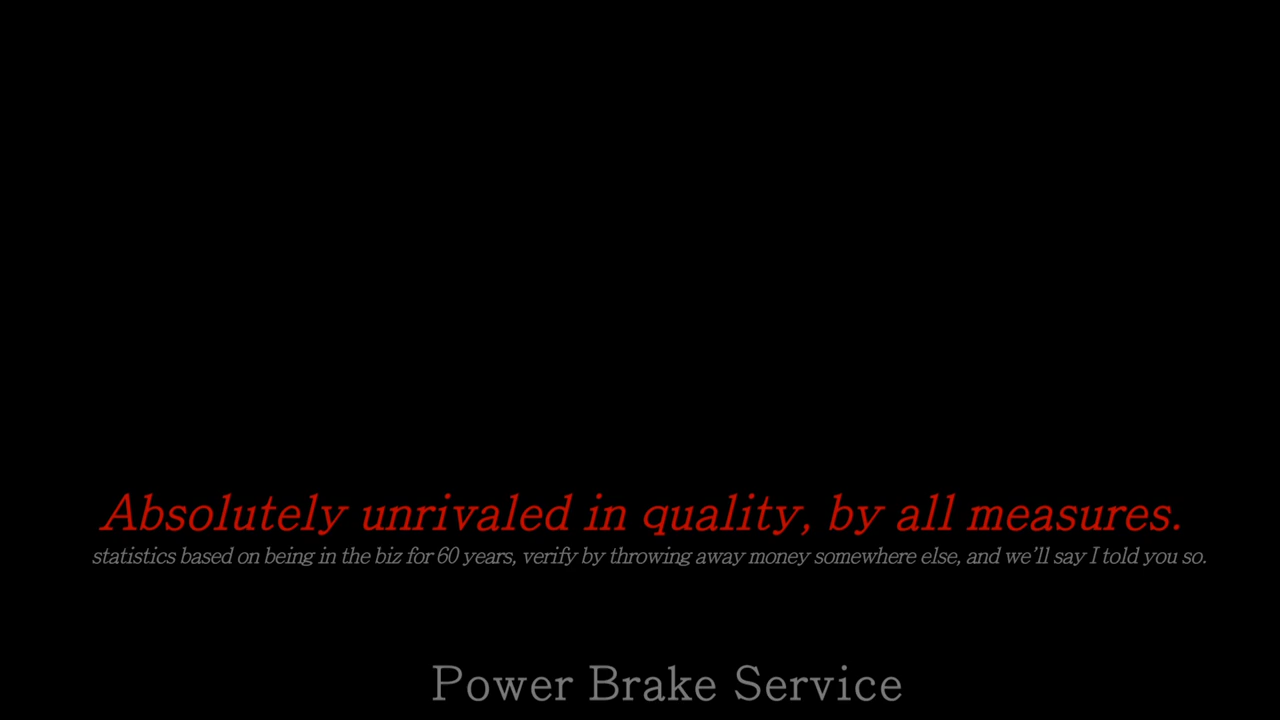 Absolutely unrivaled in quality, by all measures.
statistics based on being in the biz for 60 years, verify by throwing away money somewhere else, and we'll say I told you so.
Power Brake Service